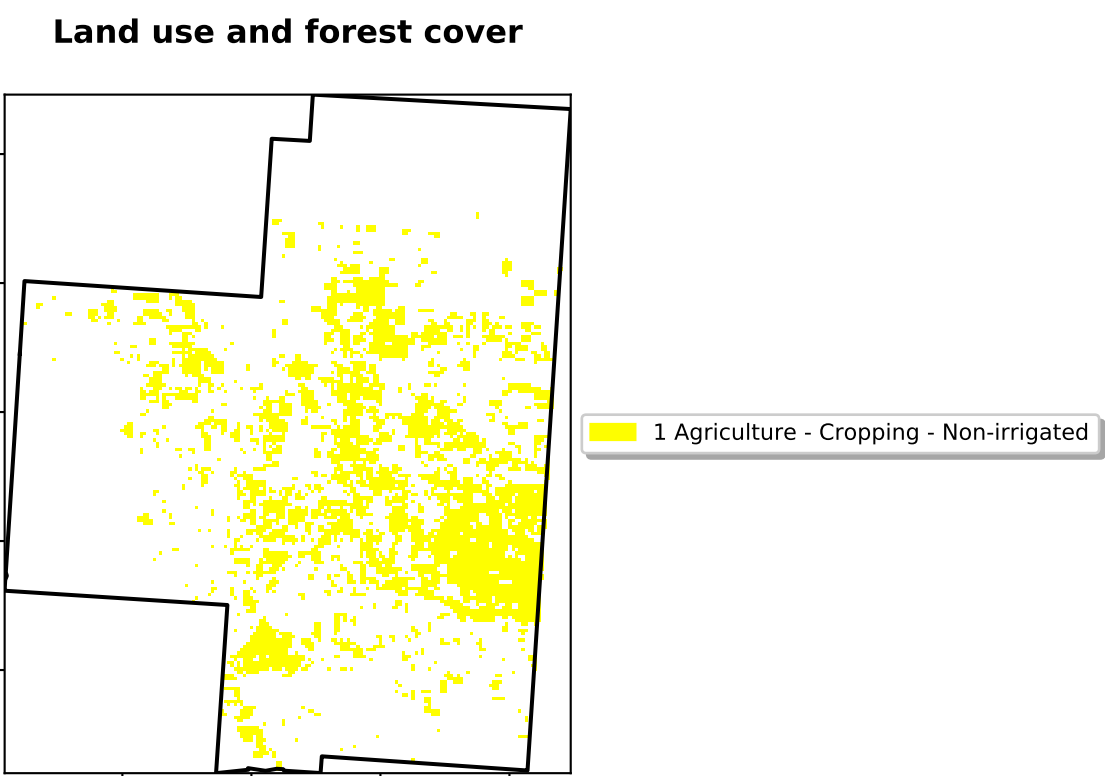 Land use and forest cover
1 Agriculture - Cropping - Non-irrigated